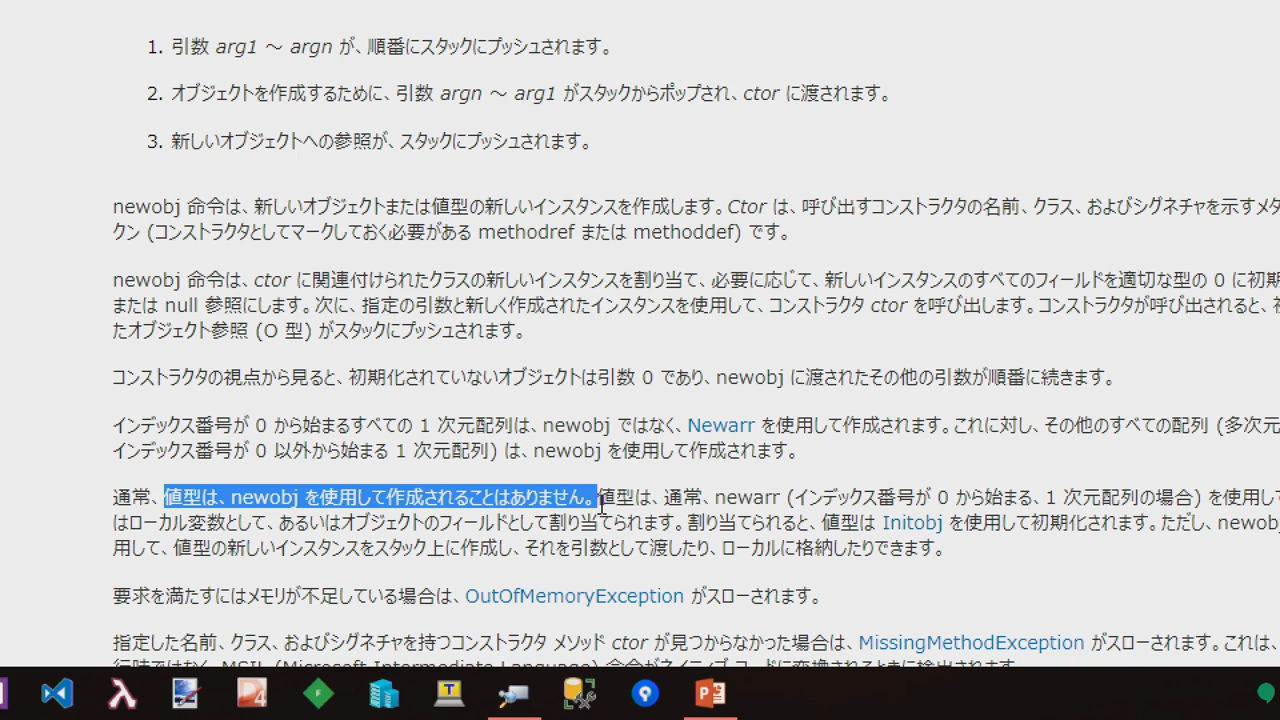 1. 引数 arg1 ～ argn が、順番にスタックにプッシュされます。
2. オブジェクトを作成するために、引数 argn ～ arg1 がスタックからポップされ、ctor に渡されます。
3. 新しいオブジェクトへの参照が、スタックにプッシュされます。
newobj 命令は、新しいオブジェクトまたは値型の新しいインスタンスを作成します。Ctor は、呼び出すコンストラクタの名前、クラス、およびシグネチャを示すメタ
クン (コンストラクタとしてマークしておく必要がある methodref または methoddef) です。
newobj 命令は、ctor に関連付けられたクラスの新しいインスタンスを割り当て、必要に応じて、新しいインスタンスのすべてのフィールドを適切な型の 0 に初期
または null 参照にします。次に、指定の引数と新しく作成されたインスタンスを使用して、コンストラクタ ctor を呼び出します。コンストラクタが呼び出されると、初
たオブジェクト参照 (O 型) がスタックにプッシュされます。
コンストラクタの視点から見ると、初期化されていないオブジェクトは引数 0 であり、newobj に渡されたその他の引数が順番に続きます。
インデックス番号が 0 から始まるすべての 1 次元配列は、newobj ではなく、Newarr を使用して作成されます。これに対し、その他のすべての配列 (多次元
インデックス番号が 0 以外から始まる 1 次元配列) は、newobj を使用して作成されます。
通常、値型は、newobj を使用して作成されることはありません。値型は、通常、newarr (インデックス番号が 0 から始まる、1 次元配列の場合) を使用して
はローカル変数として、あるいはオブジェクトのフィールドとして割り当てられます。割り当てられると、値型は Initobj を使用して初期化されます。ただし、newobj
用して、値型の新しいインスタンスをスタック上に作成し、それを引数として渡したり、ローカルに格納したりできます。
要求を満たすにはメモリが不足している場合は、OutOfMemoryException がスローされます。
指定した名前、クラス、およびシグネチャを持つコンストラクタ メソッド ctor が見つからなかった場合は、MissingMethodException がスローされます。これは、
行時ではなく、MSIL (Microsoft Intermediate Language) 命令がネイティブ コードに変換されるときに検出されます。